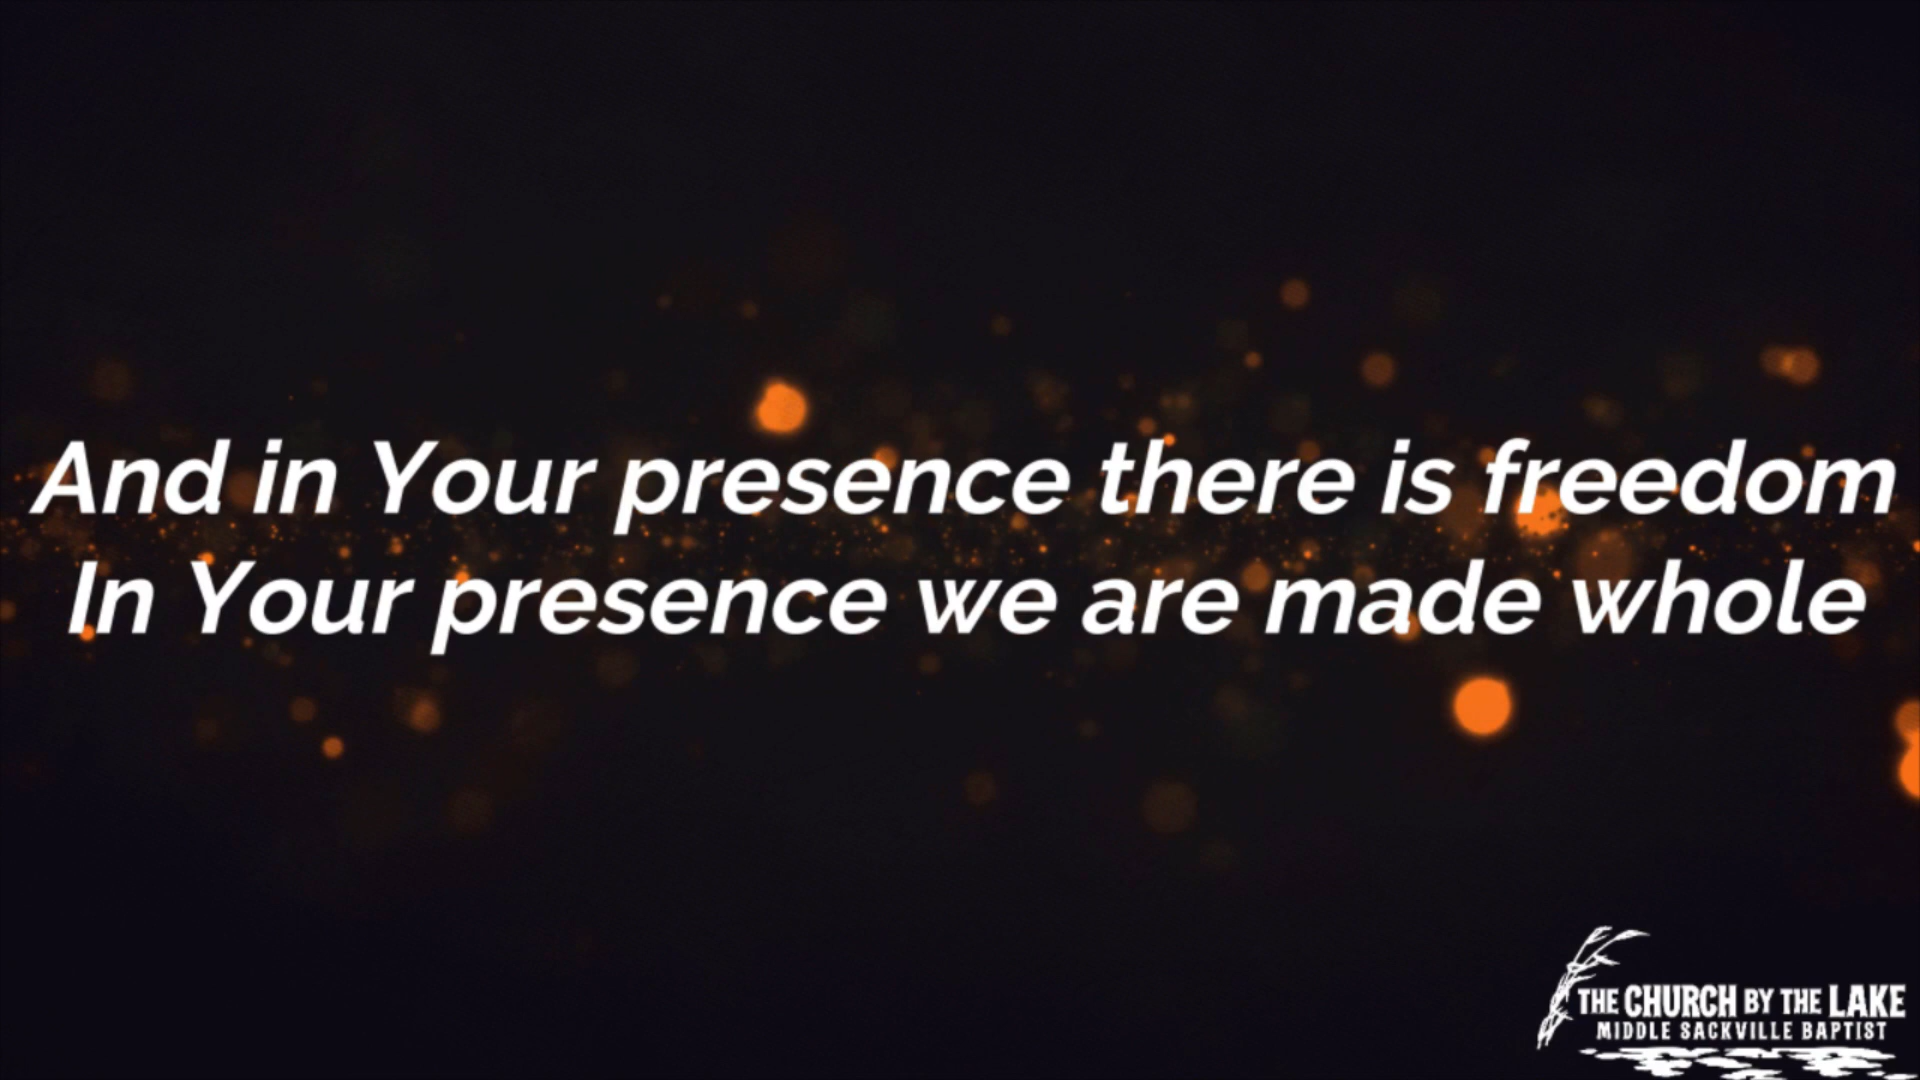 And in Your presence there is freedom
In Your presence we are made whole
THE CHURCH BY THE LAKE
MIDDLE SACKVILLE BAPTIST